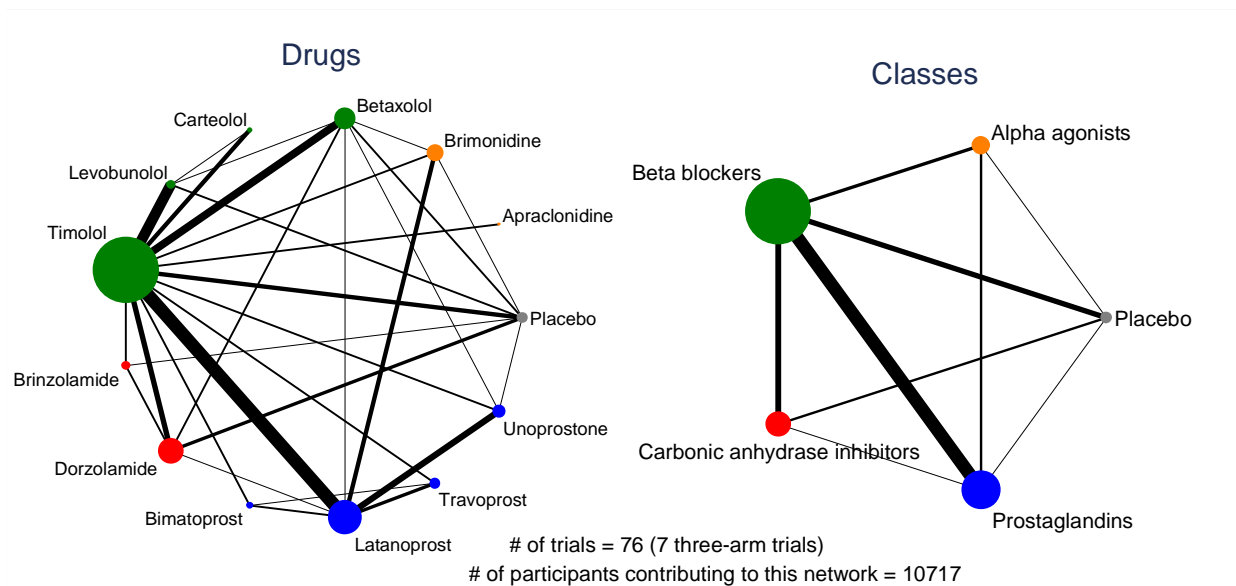 Drugs
Classes
Betaxolol
Carteolol
Brimonidine
Alpha agonists
Levobunolol
Beta blockers
Apraclonidine
Timolol
Placebo
Placebo
Brinzolamide
Unoprostone
Carbonic anhydrase inhibitors
Dorzolamide
Travoprost
Bimatoprost
Prostaglandins
Latanoprost
# of trials = 76 (7 three-arm trials)
# of participants contributing to this network = 10717